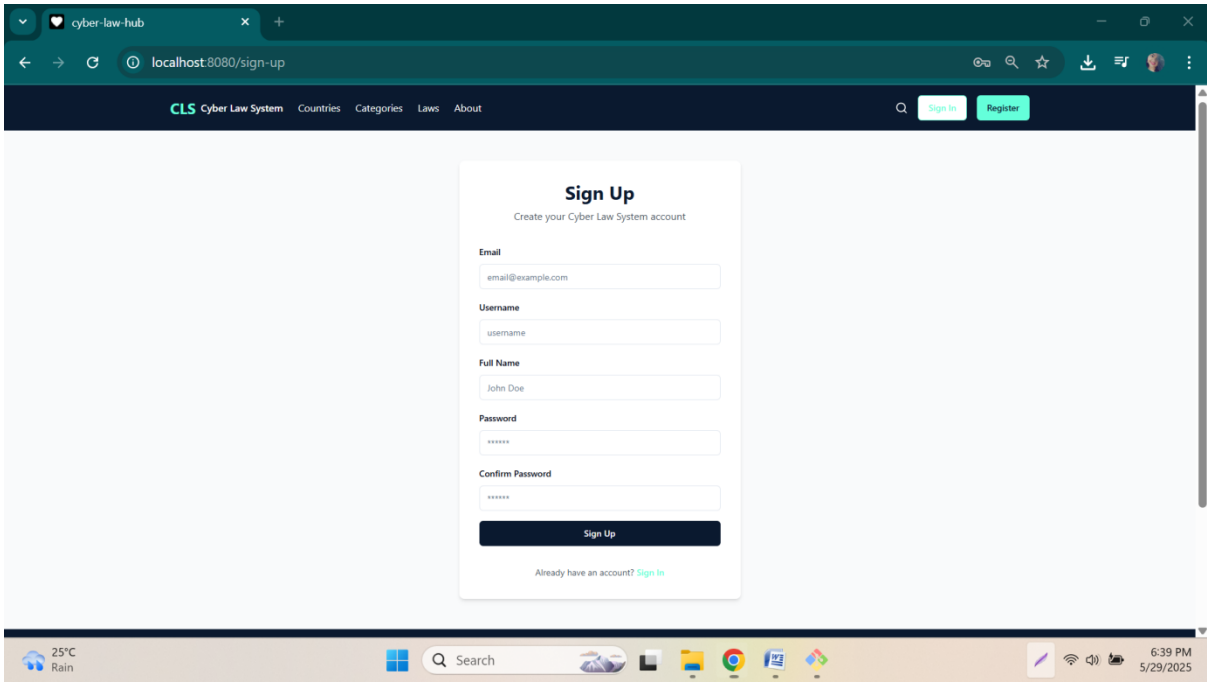 cyber-law-hub
localhost:8080/sign-up
CLS Cyber Law System Countries Categories Laws About Sign In Register
Sign Up
Create your Cyber Law System account
Email
email@example.com
Username
username
Full Name
John Doe
Password
******
Confirm Password
******
Sign Up
Already have an account? Sign In
25°C
Rain
Search
6:39 PM
5/29/2025